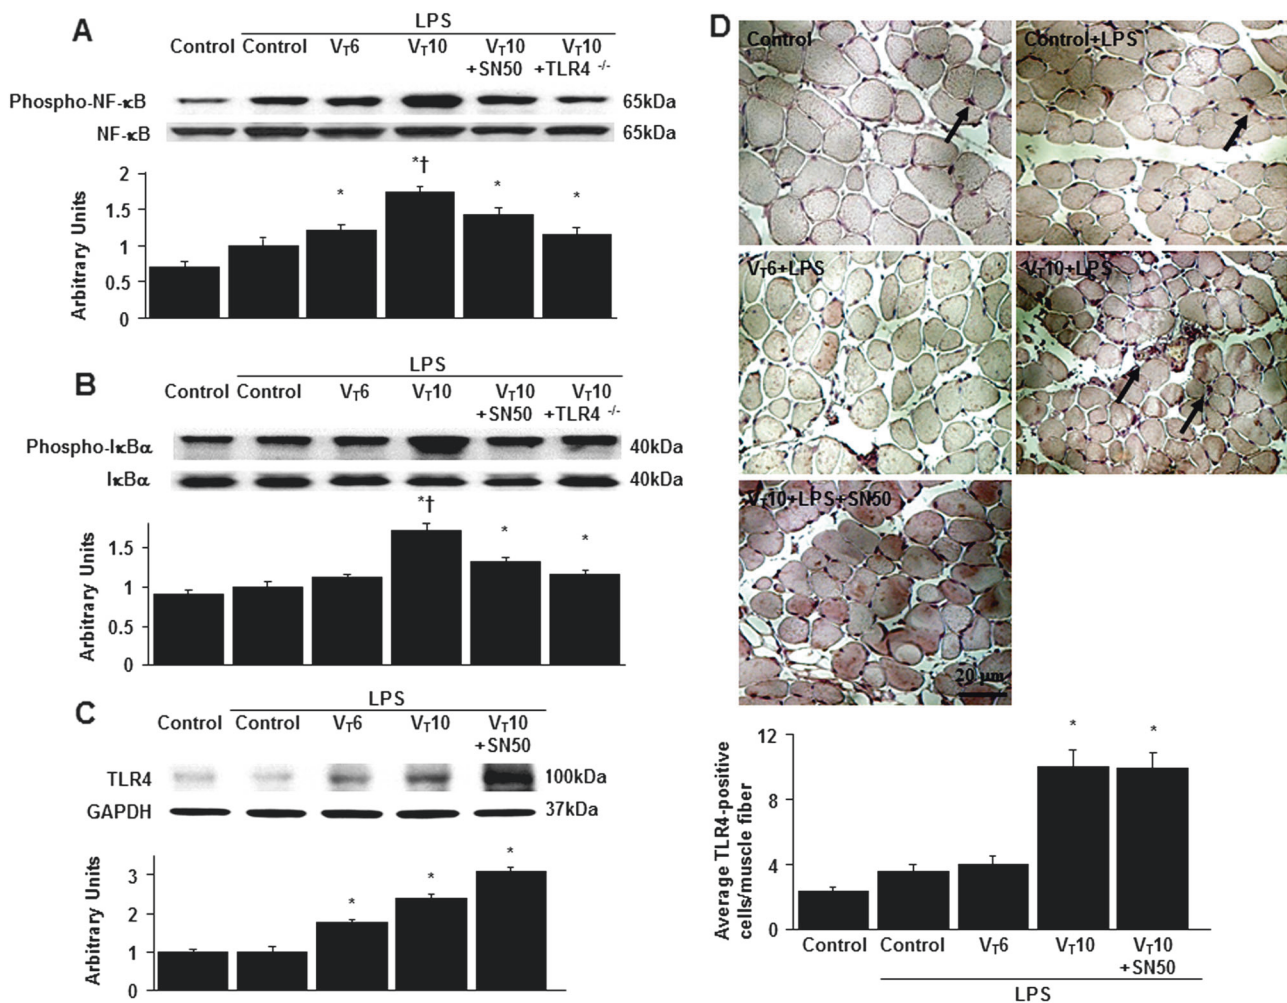 A
LPS
Control Control VT6 VT10 VT10 VT10
+SN50 +TLR4 -/-
Phospho-NF-κB 65kDa
NF-κB 65kDa
Arbitrary Units
2
1.5
1
0.5
0
* *† * *
B
LPS
Control Control VT6 VT10 VT10 VT10
+SN50 +TLR4 -/-
Phospho-IκBα 40kDa
IκBα 40kDa
Arbitrary Units
1.5
1
0.5
0
*† * *
C
LPS
Control Control VT6 VT10 VT10
+SN50
TLR4 100kDa
GAPDH 37kDa
Arbitrary Units
3
2
1
0
* * *
D
Control Control+LPS
VT6+LPS VT10+LPS
VT10+LPS+SN50
20 μm
Average TLR4-positive
cells/muscle fiber
12
8
4
0
* *
Control Control VT6 VT10 VT10
+SN50
LPS